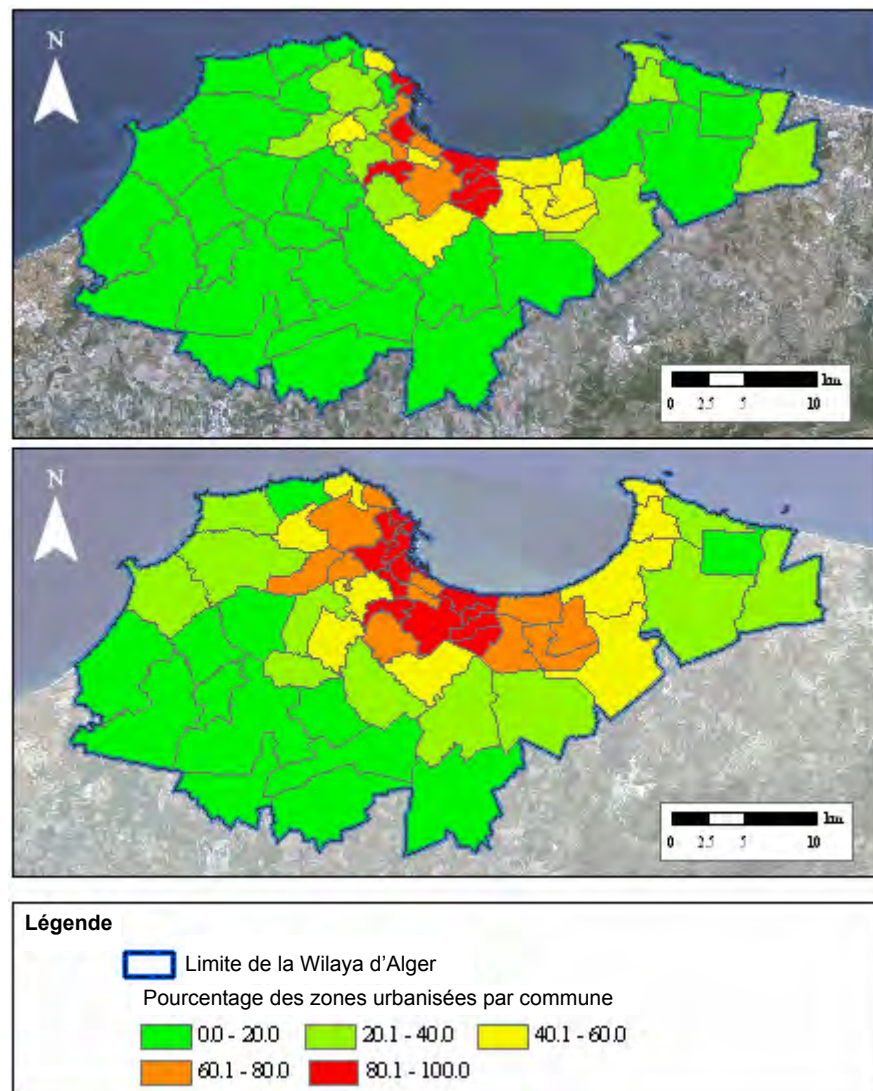 N
km
0 2.5 5 10
N
km
0 2.5 5 10
Légende
Limite de la Wilaya d'Alger
Pourcentage des zones urbanisées par commune
0.0 - 20.0 20.1 - 40.0 40.1 - 60.0
60.1 - 80.0 80.1 - 100.0